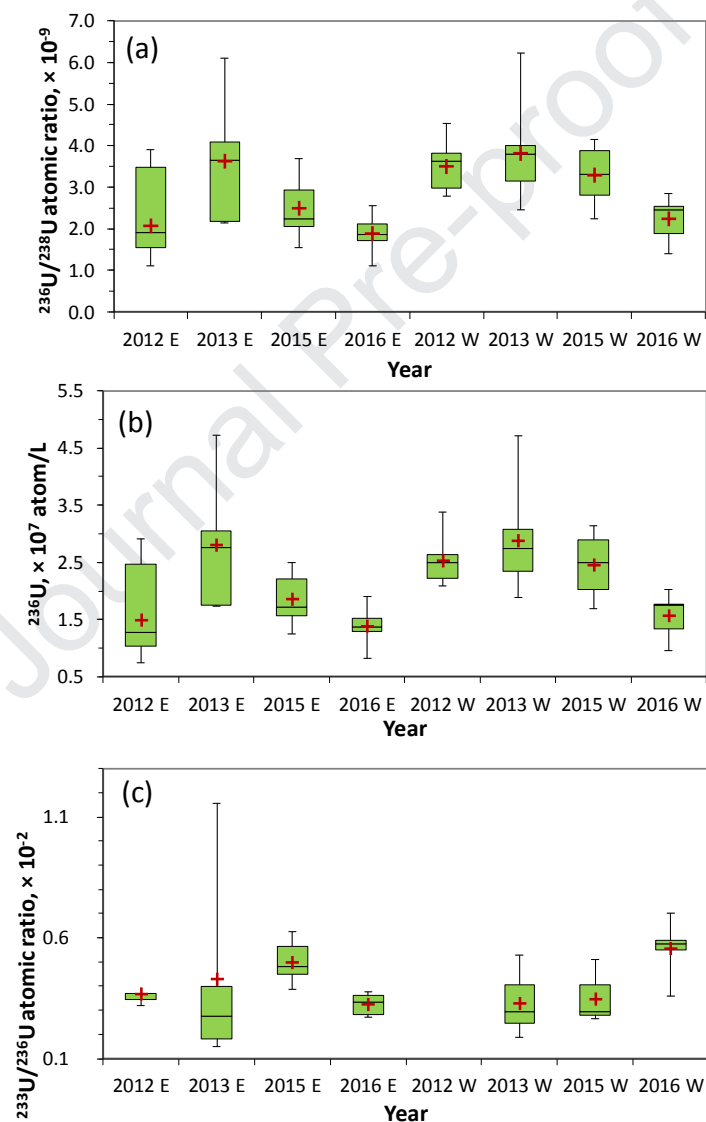 Journal Pre-proof
(a)
²³⁶U/²³⁸U atomic ratio, × 10⁻⁹
7.0
6.0
5.0
4.0
3.0
2.0
1.0
0.0
2012 E 2013 E 2015 E 2016 E 2012 W 2013 W 2015 W 2016 W
Year
(b)
²³⁶U, × 10⁷ atom/L
5.5
4.5
3.5
2.5
1.5
0.5
2012 E 2013 E 2015 E 2016 E 2012 W 2013 W 2015 W 2016 W
Year
(c)
²³³U/²³⁶U atomic ratio, × 10⁻²
1.1
0.6
0.1
2012 E 2013 E 2015 E 2016 E 2012 W 2013 W 2015 W 2016 W
Year